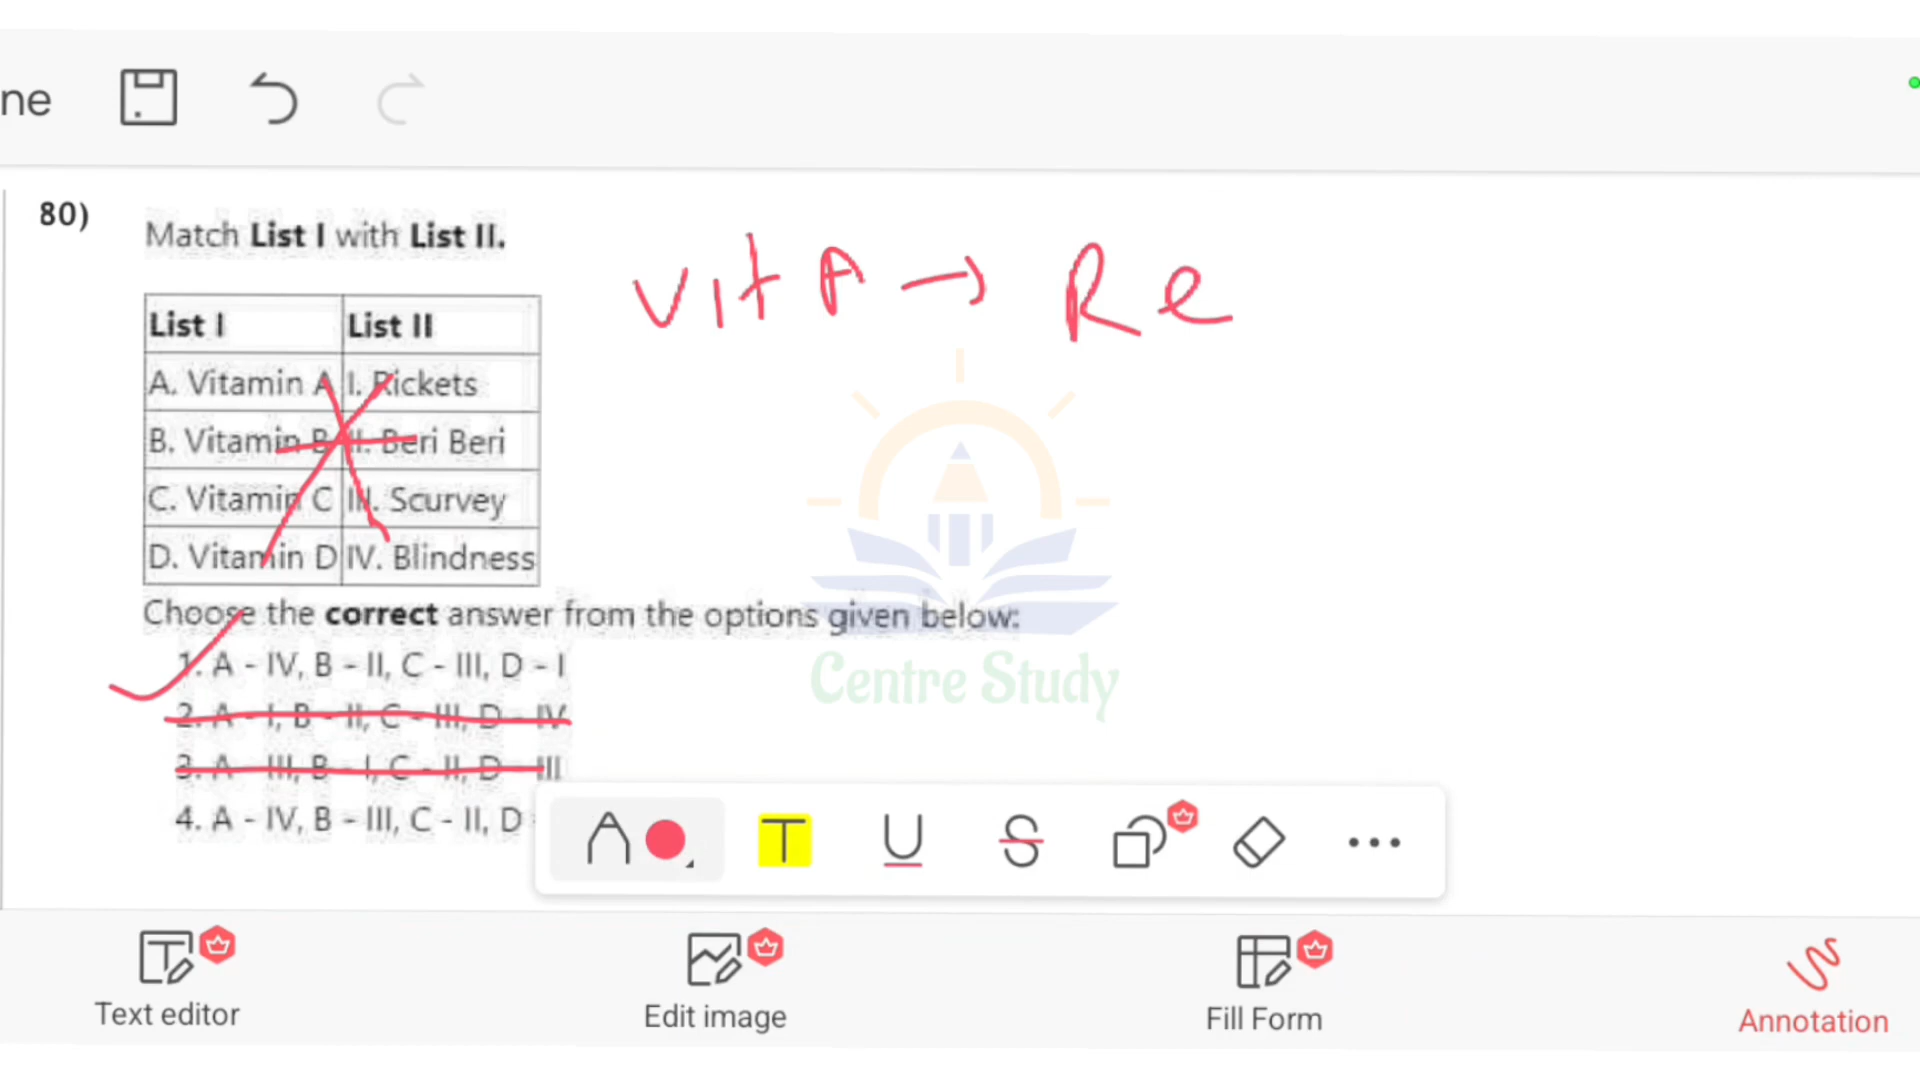 ne
80)
Match List I with List II.
Vit A → Re
List I List II
A. Vitamin A I. Rickets
B. Vitamin B II. Beri Beri
C. Vitamin C III. Scurvey
D. Vitamin D IV. Blindness
Choose the correct answer from the options given below:
1. A - IV, B - II, C - III, D - I
2. A - I, B - II, C - III, D - IV
3. A - III, B - I, C - II, D - III
4. A - IV, B - III, C - II, D
Centre Study
A T U S
Text editor Edit image Fill Form Annotation